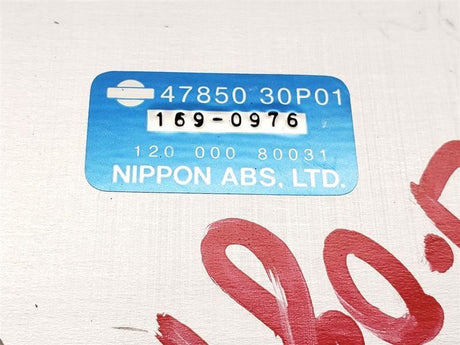 47850 30P01
169-0976
120 000 80031
NIPPON ABS, LTD.